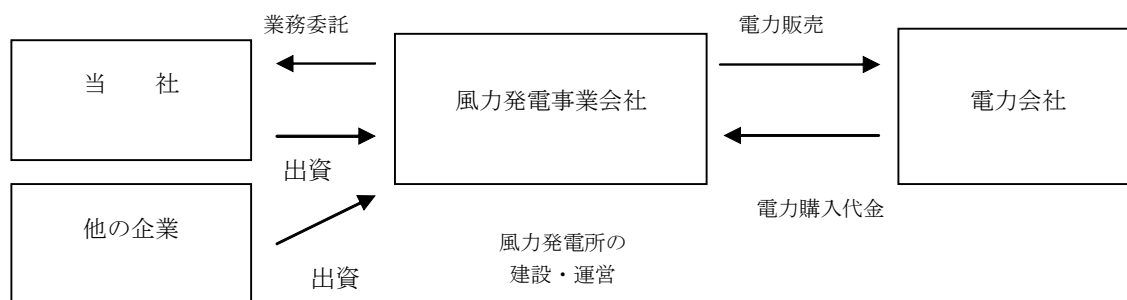 業務委託
電力販売
当　　社
風力発電事業会社
電力会社
出資
電力購入代金
他の企業
出資
風力発電所の
建設・運営